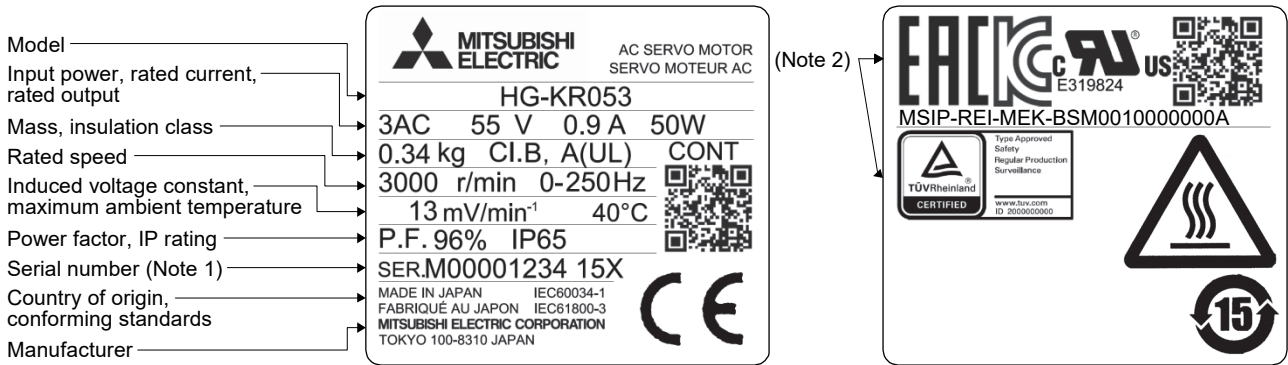 Model
Input power, rated current,
rated output
Mass, insulation class
Rated speed
Induced voltage constant,
maximum ambient temperature
Power factor, IP rating
Serial number (Note 1)
Country of origin,
conforming standards
Manufacturer
MITSUBISHI
ELECTRIC
AC SERVO MOTOR
SERVO MOTEUR AC
HG-KR053
3AC 55 V 0.9 A 50W
0.34 kg CI.B, A(UL) CONT
3000 r/min 0-250Hz
13 mV/min-1 40°C
P.F. 96% IP65
SER.M00001234 15X
MADE IN JAPAN IEC60034-1
FABRIQUÉ AU JAPON IEC61800-3
MITSUBISHI ELECTRIC CORPORATION
TOKYO 100-8310 JAPAN
CE
(Note 2)
EAC
c RU ® US
E319824
MSIP-REI-MEK-BSM0010000000A
TÜVRheinland ®
CERTIFIED
Type Approved
Safety
Regular Production
Surveillance
www.tuv.com
ID 2000000000
15